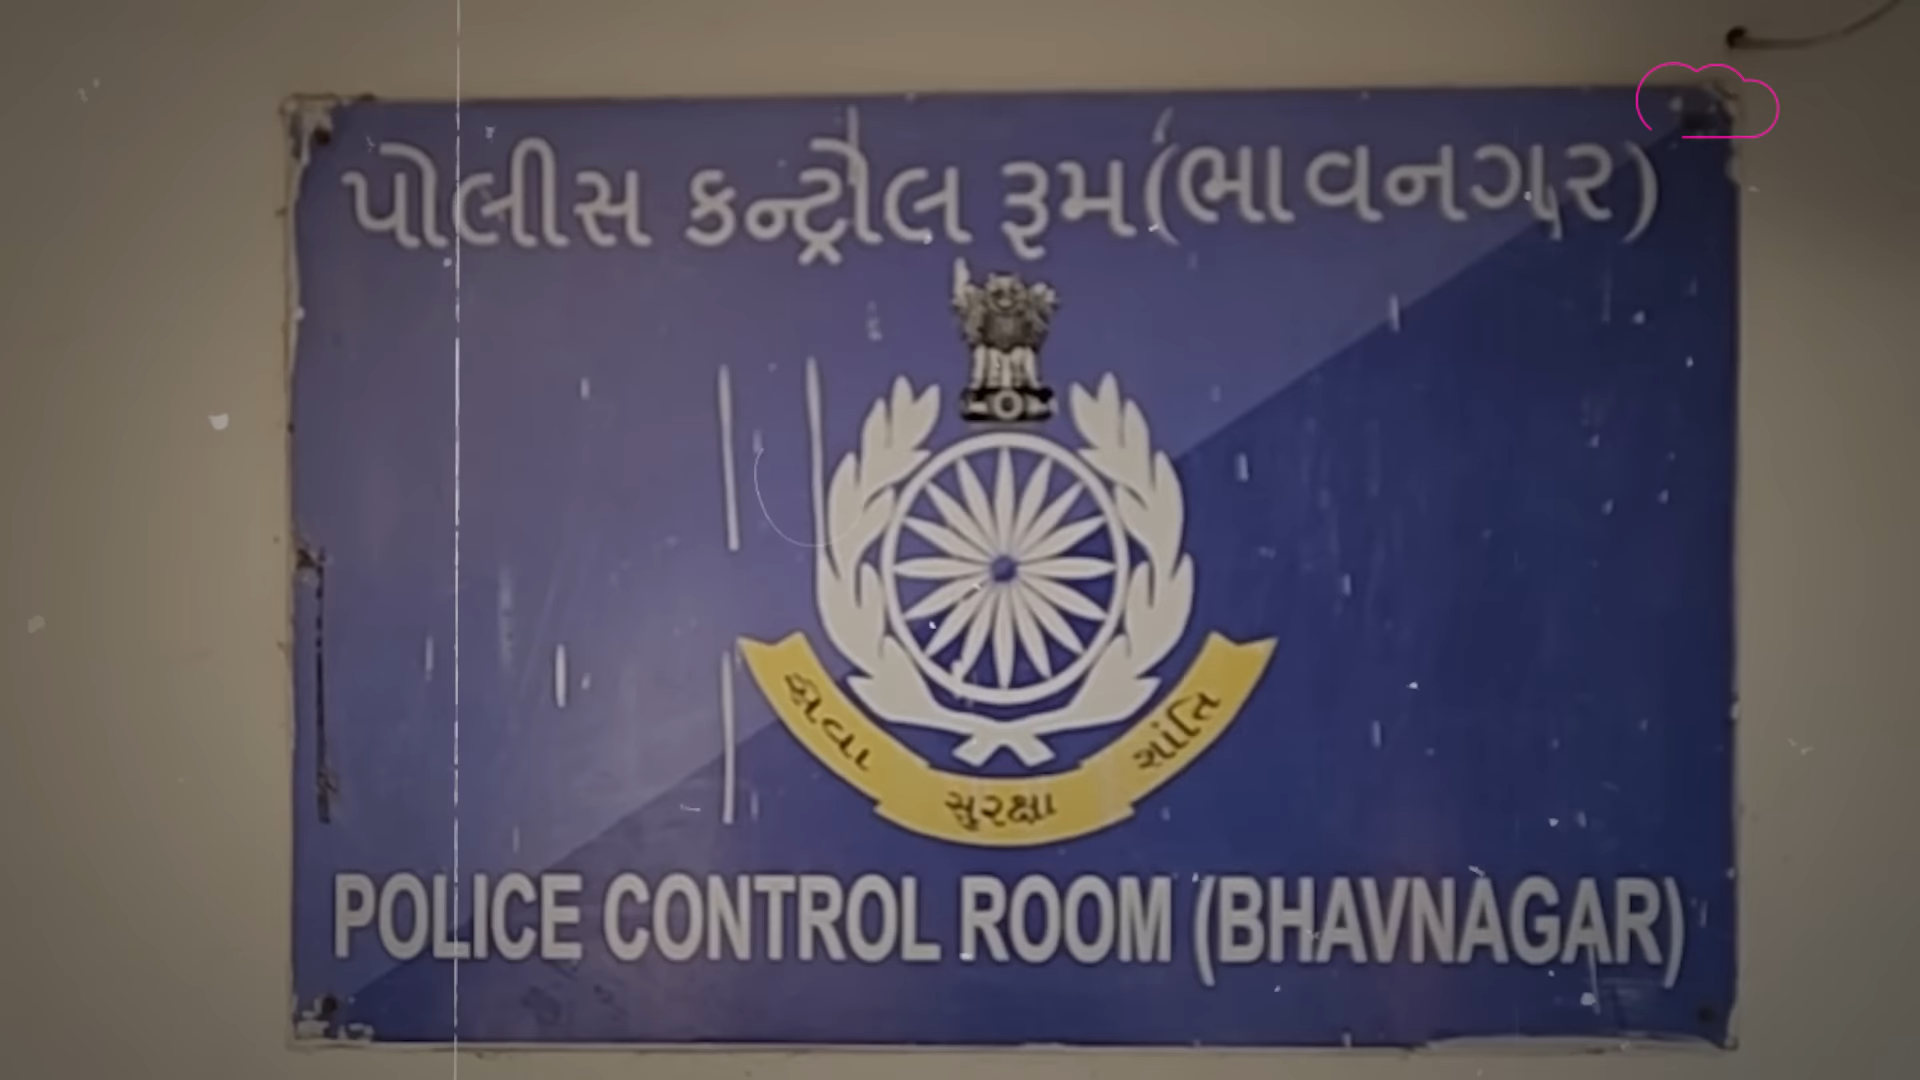 પોલીસ કન્ટ્રોલ રૂમ (ભાવનગર)
સેવા
સુરક્ષા
શાંતિ
POLICE CONTROL ROOM (BHAVNAGAR)